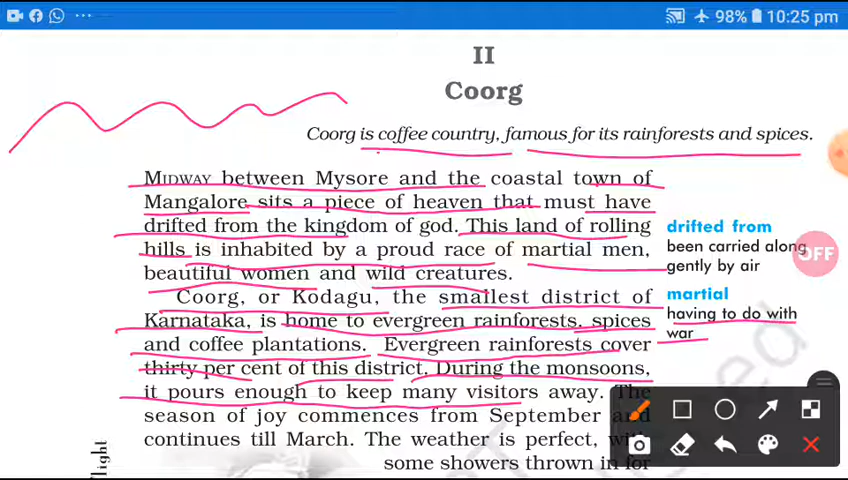 98% 10:25 pm
II
Coorg
Coorg is coffee country, famous for its rainforests and spices.
MIDWAY between Mysore and the coastal town of
Mangalore sits a piece of heaven that must have
drifted from the kingdom of god. This land of rolling
hills is inhabited by a proud race of martial men,
beautiful women and wild creatures.
Coorg, or Kodagu, the smallest district of
Karnataka, is home to evergreen rainforests, spices
and coffee plantations. Evergreen rainforests cover
thirty per cent of this district. During the monsoons,
it pours enough to keep many visitors away. The
season of joy commences from September and
continues till March. The weather is perfect, with
some showers thrown in for
drifted from
been carried along
gently by air
martial
having to do with
war
OFF